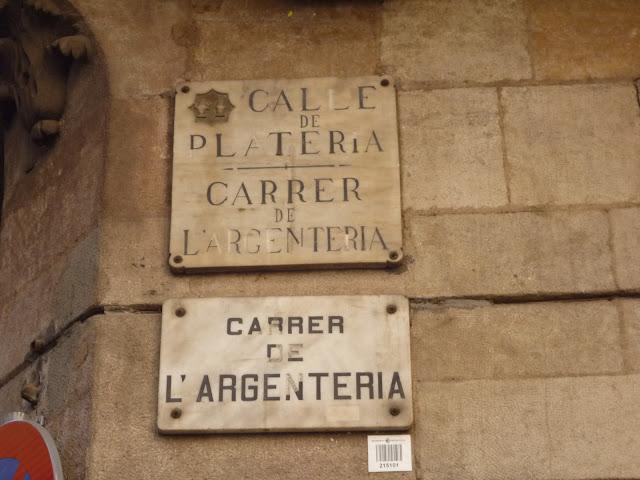 CALLE
DE
PLATERIA
CARRER
DE
L'ARGENTERIA
CARRER
DE
L'ARGENTERIA
215101